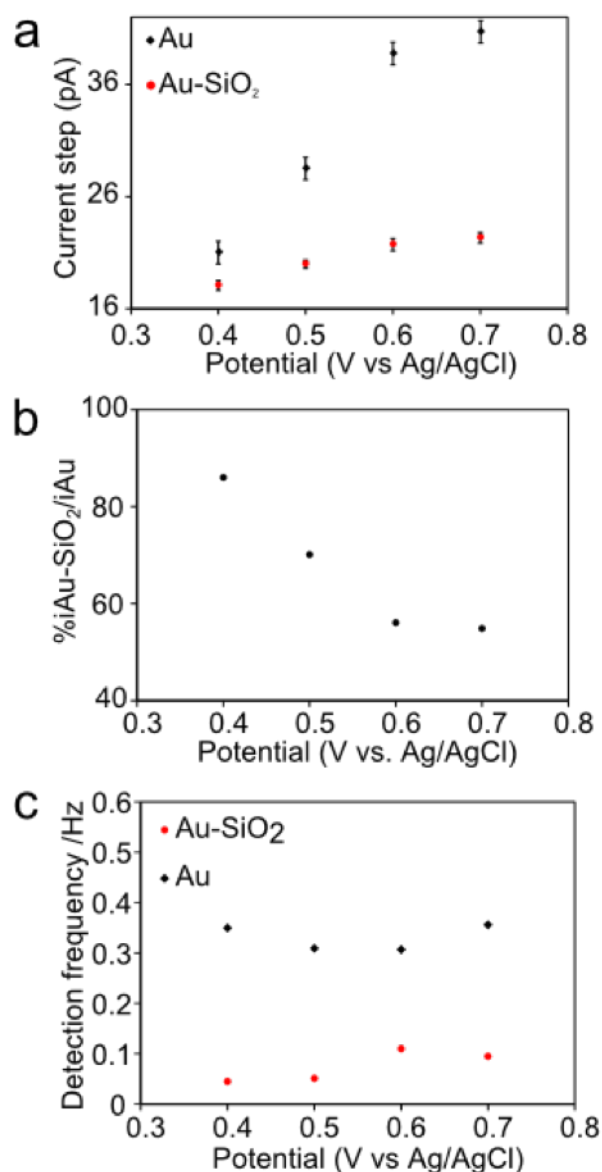 a
Au
Au-SiO₂
Current step (pA)
36
26
16
0.3 0.4 0.5 0.6 0.7 0.8
Potential (V vs Ag/AgCl)
b
%iAu-SiO₂/iAu
100
80
60
40
0.3 0.4 0.5 0.6 0.7 0.8
Potential (V vs. Ag/AgCl)
c
Au-SiO2
Au
Detection frequency /Hz
0.6
0.5
0.4
0.3
0.2
0.1
0
0.3 0.4 0.5 0.6 0.7 0.8
Potential (V vs Ag/AgCl)